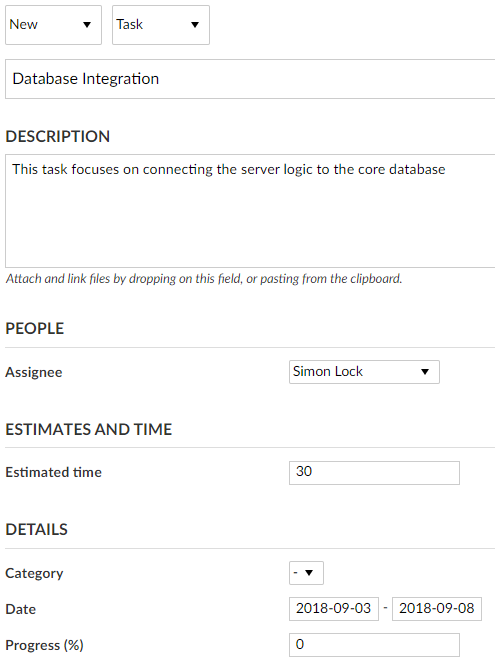 New Task
Database Integration
DESCRIPTION
This task focuses on connecting the server logic to the core database
Attach and link files by dropping on this field, or pasting from the clipboard.
PEOPLE
Assignee Simon Lock
ESTIMATES AND TIME
Estimated time 30
DETAILS
Category -
Date 2018-09-03 - 2018-09-08
Progress (%) 0